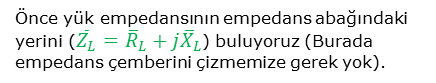 Önce yük empedansının empedans abağındaki
yerini (Z̄_L = R̄_L + jX̄_L) buluyoruz (Burada
empedans çemberini çizmemize gerek yok).